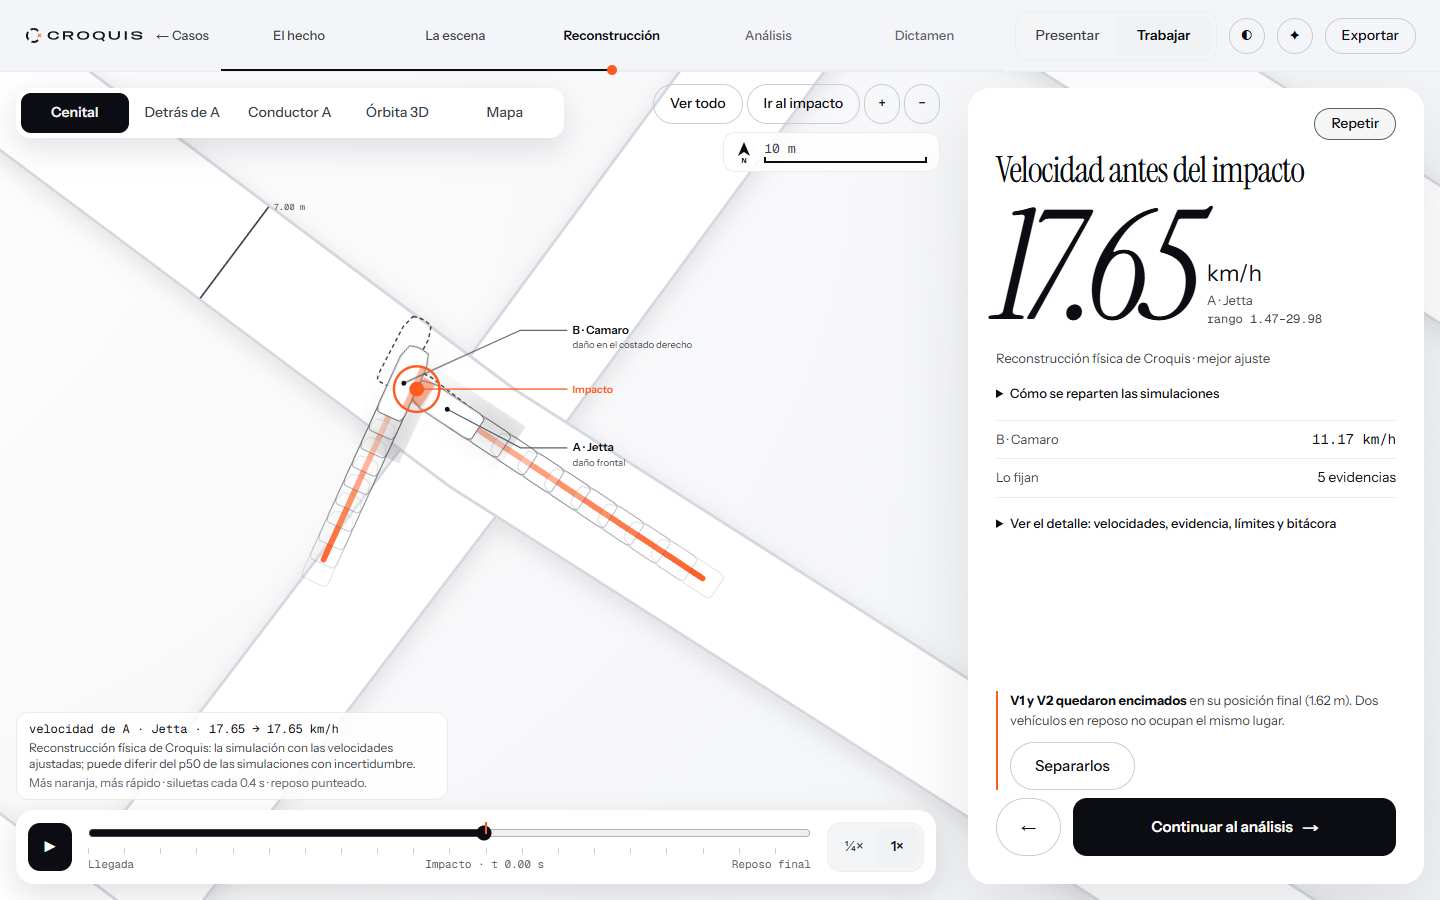 CROQUIS
← Casos
El hecho
La escena
Reconstrucción
Análisis
Dictamen
Presentar
Trabajar
Exportar
Cenital
Detrás de A
Conductor A
Órbita 3D
Mapa
Ver todo
Ir al impacto
+
−
N
10 m
7.00 m
B·Camaro
daño en el costado derecho
Impacto
A·Jetta
daño frontal
velocidad de A · Jetta · 17.65 → 17.65 km/h
Reconstrucción física de Croquis: la simulación con las velocidades
ajustadas; puede diferir del p50 de las simulaciones con incertidumbre.
Más naranja, más rápido·siluetas cada 0.4 s·reposo punteado.
Llegada
Impacto · t 0.00 s
Reposo final
¼×
1×
Repetir
Velocidad antes del impacto
17.65
km/h
A·Jetta
rango 1.47–29.98
Reconstrucción física de Croquis·mejor ajuste
Cómo se reparten las simulaciones
B·Camaro
11.17 km/h
Lo fijan
5 evidencias
Ver el detalle: velocidades, evidencia, límites y bitácora
V1 y V2 quedaron encimados en su posición final (1.62 m). Dos
vehículos en reposo no ocupan el mismo lugar.
Separarlos
←
Continuar al análisis →